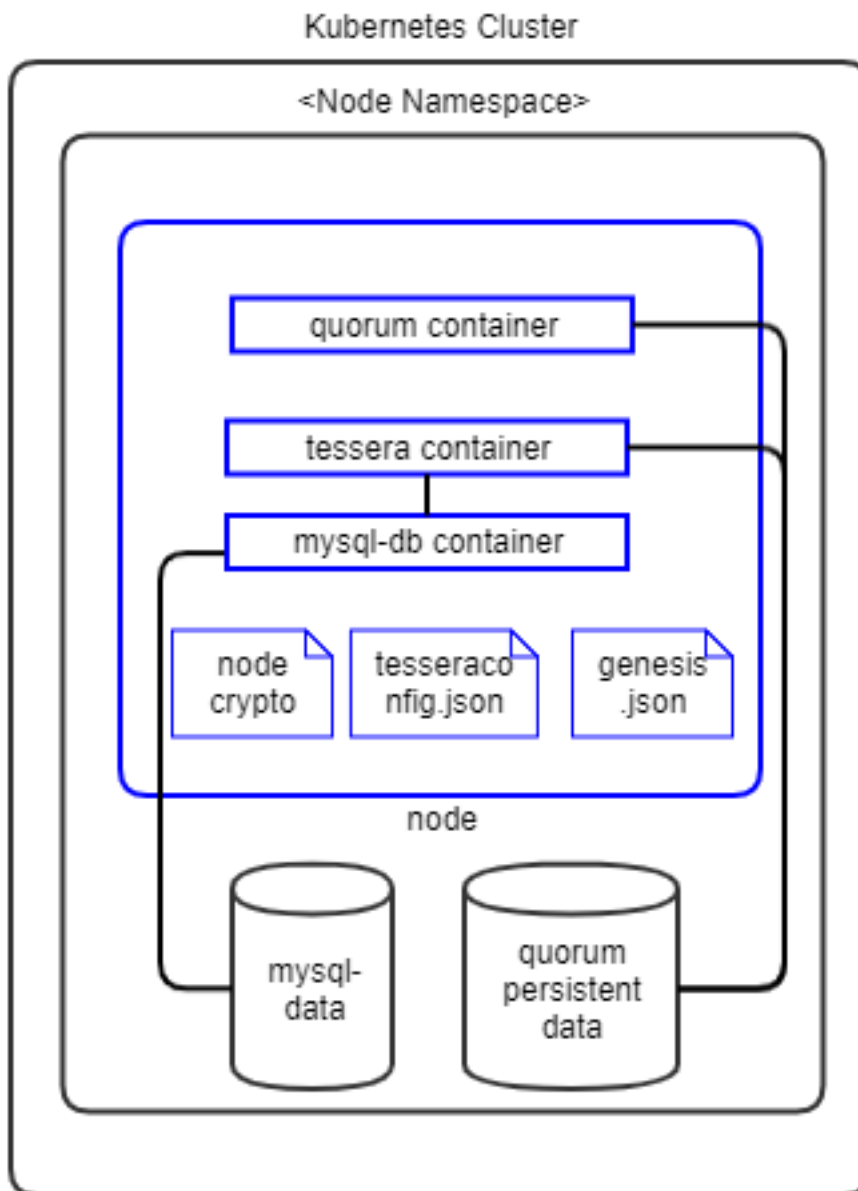 Kubernetes Cluster
<Node Namespace>
quorum container
tessera container
mysql-db container
node
crypto
tesseraco
nfig.json
genesis
.json
node
mysql-
data
quorum
persistent
data